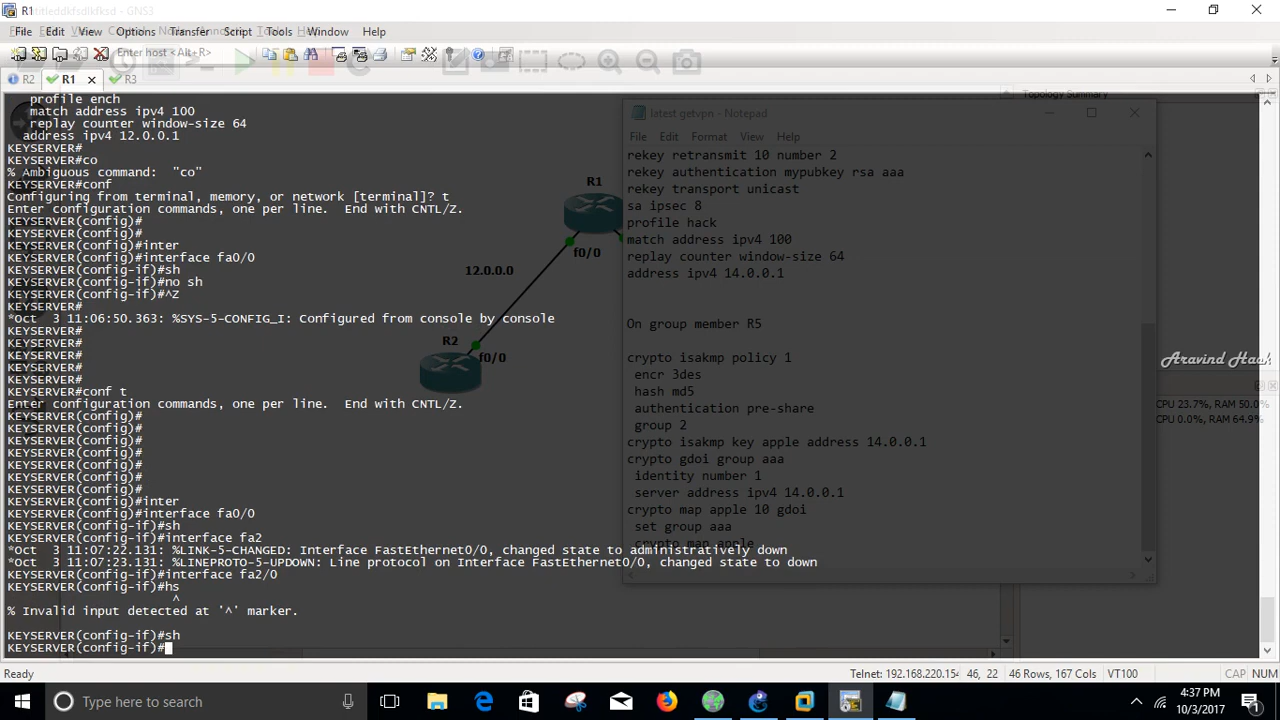 R1
File Edit View Options Transfer Script Tools Window Help
Enter host <Alt+R>
R2 R1 R3
Topology Summary
profile ench
match address ipv4 100
replay counter window-size 64
address ipv4 12.0.0.1
KEYSERVER#
KEYSERVER#co
% Ambiguous command:  "co"
KEYSERVER#conf
Configuring from terminal, memory, or network [terminal]? t
Enter configuration commands, one per line.  End with CNTL/Z.
KEYSERVER(config)#
KEYSERVER(config)#
KEYSERVER(config)#inter
KEYSERVER(config)#interface fa0/0
KEYSERVER(config-if)#sh
KEYSERVER(config-if)#no sh
KEYSERVER(config-if)#^Z
KEYSERVER#
*Oct  3 11:06:50.363: %SYS-5-CONFIG_I: Configured from console by console
KEYSERVER#
KEYSERVER#
KEYSERVER#
KEYSERVER#
KEYSERVER#
KEYSERVER#conf t
Enter configuration commands, one per line.  End with CNTL/Z.
KEYSERVER(config)#
KEYSERVER(config)#
KEYSERVER(config)#
KEYSERVER(config)#
KEYSERVER(config)#
KEYSERVER(config)#
KEYSERVER(config)#
KEYSERVER(config)#inter
KEYSERVER(config)#interface fa0/0
KEYSERVER(config-if)#sh
KEYSERVER(config-if)#interface fa2
*Oct  3 11:07:22.131: %LINK-5-CHANGED: Interface FastEthernet0/0, changed state to administratively down
*Oct  3 11:07:23.131: %LINEPROTO-5-UPDOWN: Line protocol on Interface FastEthernet0/0, changed state to down
KEYSERVER(config-if)#interface fa2/0
KEYSERVER(config-if)#hs
^
% Invalid input detected at '^' marker.
KEYSERVER(config-if)#sh
KEYSERVER(config-if)#
R1
f0/0
12.0.0.0
R2
f0/0
latest getvpn - Notepad
File Edit Format View Help
rekey retransmit 10 number 2
rekey authentication mypubkey rsa aaa
rekey transport unicast
sa ipsec 8
profile hack
match address ipv4 100
replay counter window-size 64
address ipv4 14.0.0.1
On group member R5
crypto isakmp policy 1
encr 3des
hash md5
authentication pre-share
group 2
crypto isakmp key apple address 14.0.0.1
crypto gdoi group aaa
identity number 1
server address ipv4 14.0.0.1
crypto map apple 10 gdoi
set group aaa
crypto map apple
Aravind Haak
CPU 23.7%, RAM 50.0%
CPU 0.0%, RAM 64.9%
Ready Telnet: 192.168.220.154 46, 22 46 Rows, 167 Cols VT100 CAP NUM
Type here to search
4:37 PM
10/3/2017